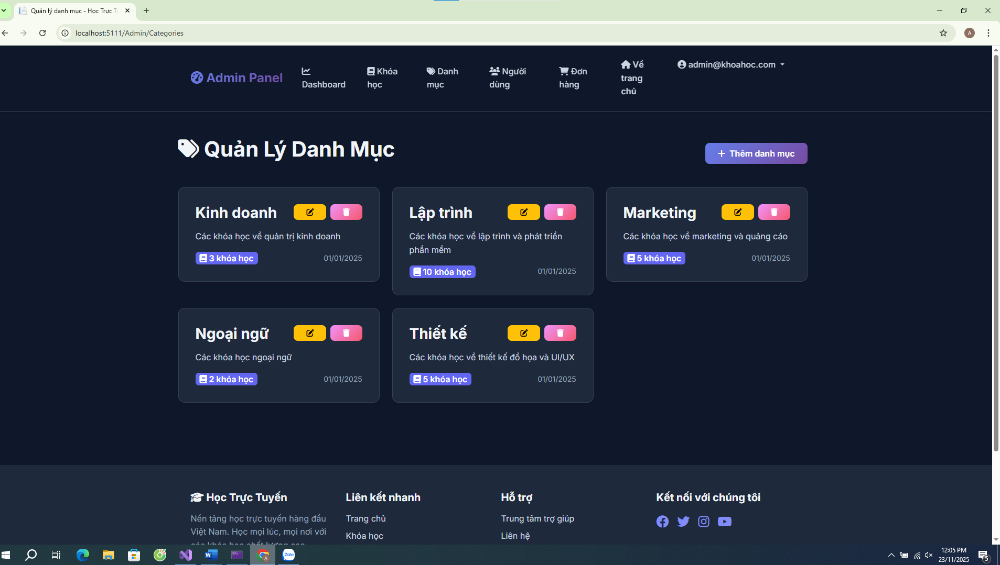 Quản lý danh mục - Học Trực T
localhost:5111/Admin/Categories
A
Admin Panel
Dashboard
Khóa
học
Danh
mục
Người
dùng
Đơn
hàng
Về
trang
chủ
admin@khoahoc.com
Quản Lý Danh Mục
Thêm danh mục
Kinh doanh
Các khóa học về quản trị kinh doanh
3 khóa học
01/01/2025
Lập trình
Các khóa học về lập trình và phát triển
phần mềm
10 khóa học
01/01/2025
Marketing
Các khóa học về marketing và quảng cáo
5 khóa học
01/01/2025
Ngoại ngữ
Các khóa học ngoại ngữ
2 khóa học
01/01/2025
Thiết kế
Các khóa học về thiết kế đồ họa và UI/UX
5 khóa học
01/01/2025
Học Trực Tuyến
Nền tảng học trực tuyến hàng đầu
Việt Nam. Học mọi lúc, mọi nơi với
các khóa học chất lượng cao
Liên kết nhanh
Trang chủ
Khóa học
Hỗ trợ
Trung tâm trợ giúp
Liên hệ
Kết nối với chúng tôi
Zalo
12:05 PM
23/11/2025
5